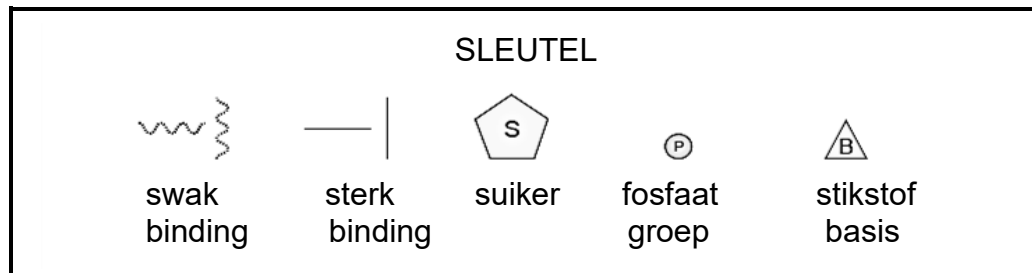 SLEUTEL
S P B
swak sterk suiker fosfaat stikstof
binding binding groep basis